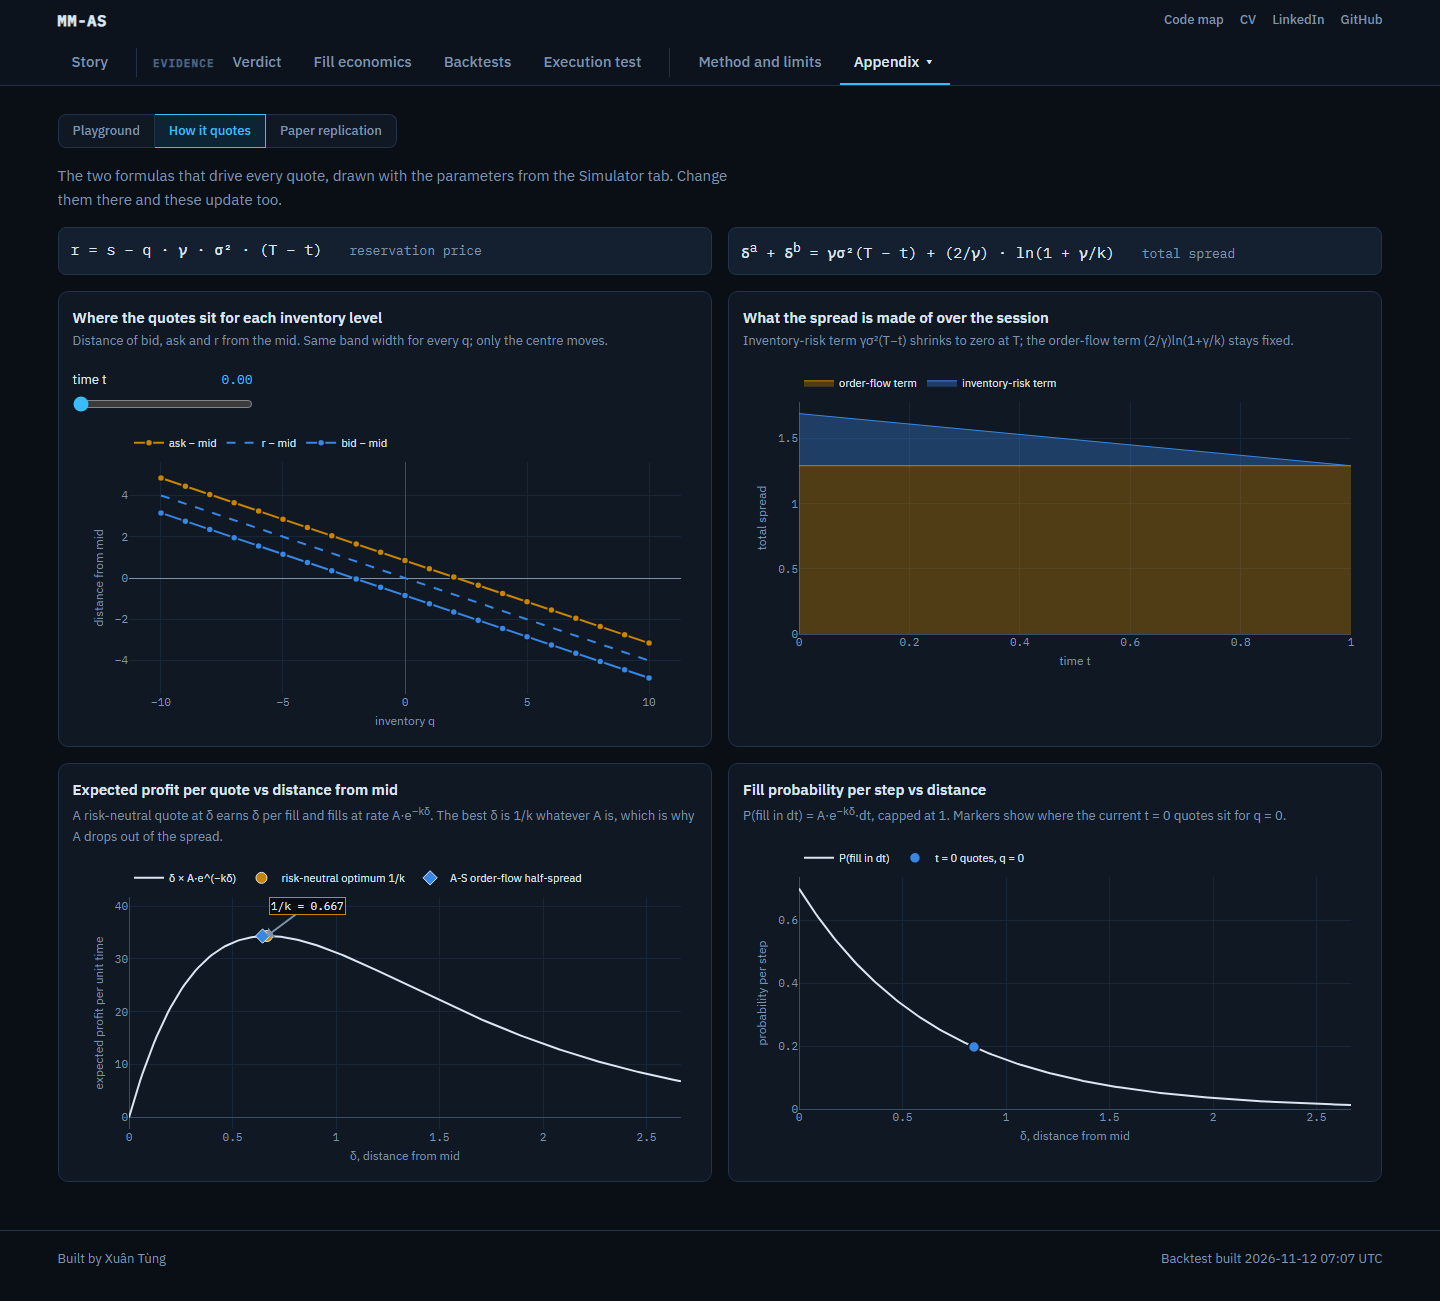 MM-AS
Code map CV LinkedIn GitHub
Story EVIDENCE Verdict Fill economics Backtests Execution test Method and limits Appendix ▾
Playground How it quotes Paper replication
The two formulas that drive every quote, drawn with the parameters from the Simulator tab. Change
them there and these update too.
r = s − q · γ · σ² · (T − t) reservation price
δᵃ + δᵇ = γσ²(T − t) + (2/γ) · ln(1 + γ/k) total spread
Where the quotes sit for each inventory level
Distance of bid, ask and r from the mid. Same band width for every q; only the centre moves.
time t 0.00
ask − mid r − mid bid − mid
4
2
0
−2
−4
distance from mid
−10 −5 0 5 10
inventory q
What the spread is made of over the session
Inventory-risk term γσ²(T−t) shrinks to zero at T; the order-flow term (2/γ)ln(1+γ/k) stays fixed.
order-flow term inventory-risk term
1.5
1
0.5
0
total spread
0 0.2 0.4 0.6 0.8 1
time t
Expected profit per quote vs distance from mid
A risk-neutral quote at δ earns δ per fill and fills at rate A·e⁻ᵏᵟ. The best δ is 1/k whatever A is, which is why
A drops out of the spread.
δ × A·e^(−kδ) risk-neutral optimum 1/k A-S order-flow half-spread
1/k = 0.667
40
30
20
10
0
expected profit per unit time
0 0.5 1 1.5 2 2.5
δ, distance from mid
Fill probability per step vs distance
P(fill in dt) = A·e⁻ᵏᵟ·dt, capped at 1. Markers show where the current t = 0 quotes sit for q = 0.
P(fill in dt) t = 0 quotes, q = 0
0.6
0.4
0.2
0
probability per step
0 0.5 1 1.5 2 2.5
δ, distance from mid
Built by Xuân Tùng
Backtest built 2026-11-12 07:07 UTC